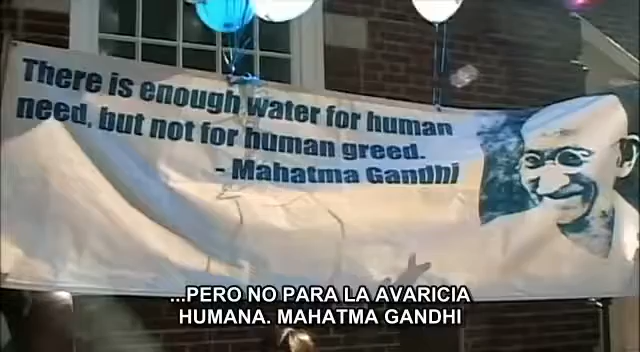 There is enough water for human
need, but not for human greed.
- Mahatma Gandhi
...PERO NO PARA LA AVARICIA
HUMANA. MAHATMA GANDHI